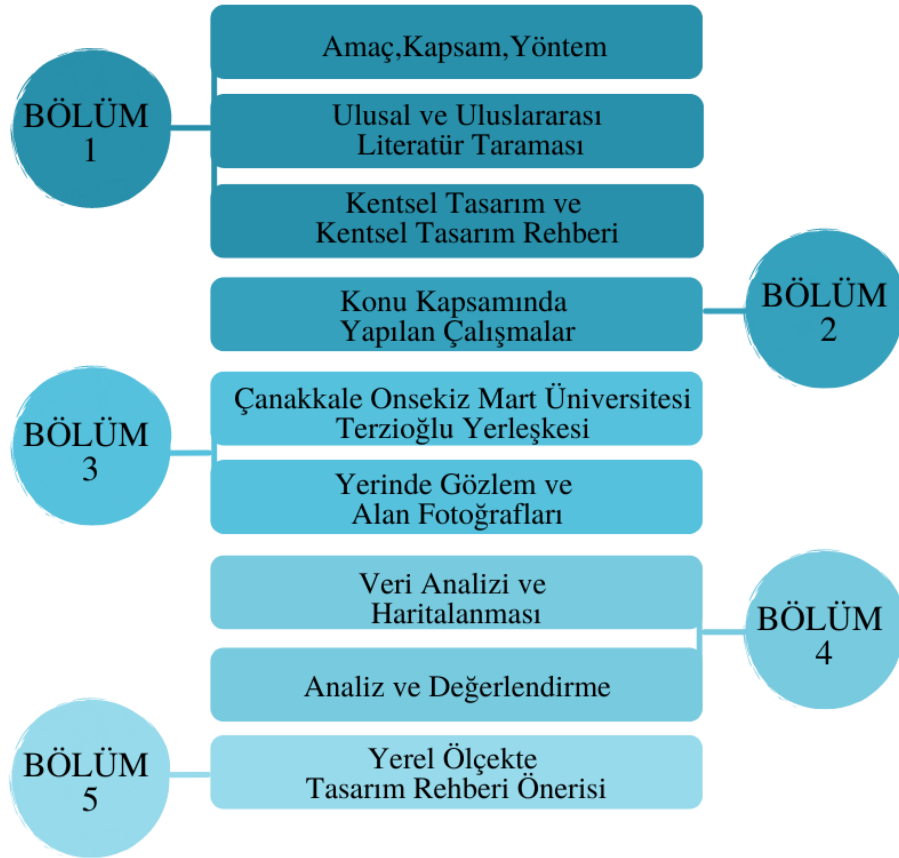 BÖLÜM
1
Amaç,Kapsam,Yöntem
Ulusal ve Uluslararası
Literatür Taraması
Kentsel Tasarım ve
Kentsel Tasarım Rehberi
BÖLÜM
2
Konu Kapsamında
Yapılan Çalışmalar
BÖLÜM
3
Çanakkale Onsekiz Mart Üniversitesi
Terzioğlu Yerleşkesi
Yerinde Gözlem ve
Alan Fotoğrafları
BÖLÜM
4
Veri Analizi ve
Haritalanması
Analiz ve Değerlendirme
BÖLÜM
5
Yerel Ölçekte
Tasarım Rehberi Önerisi